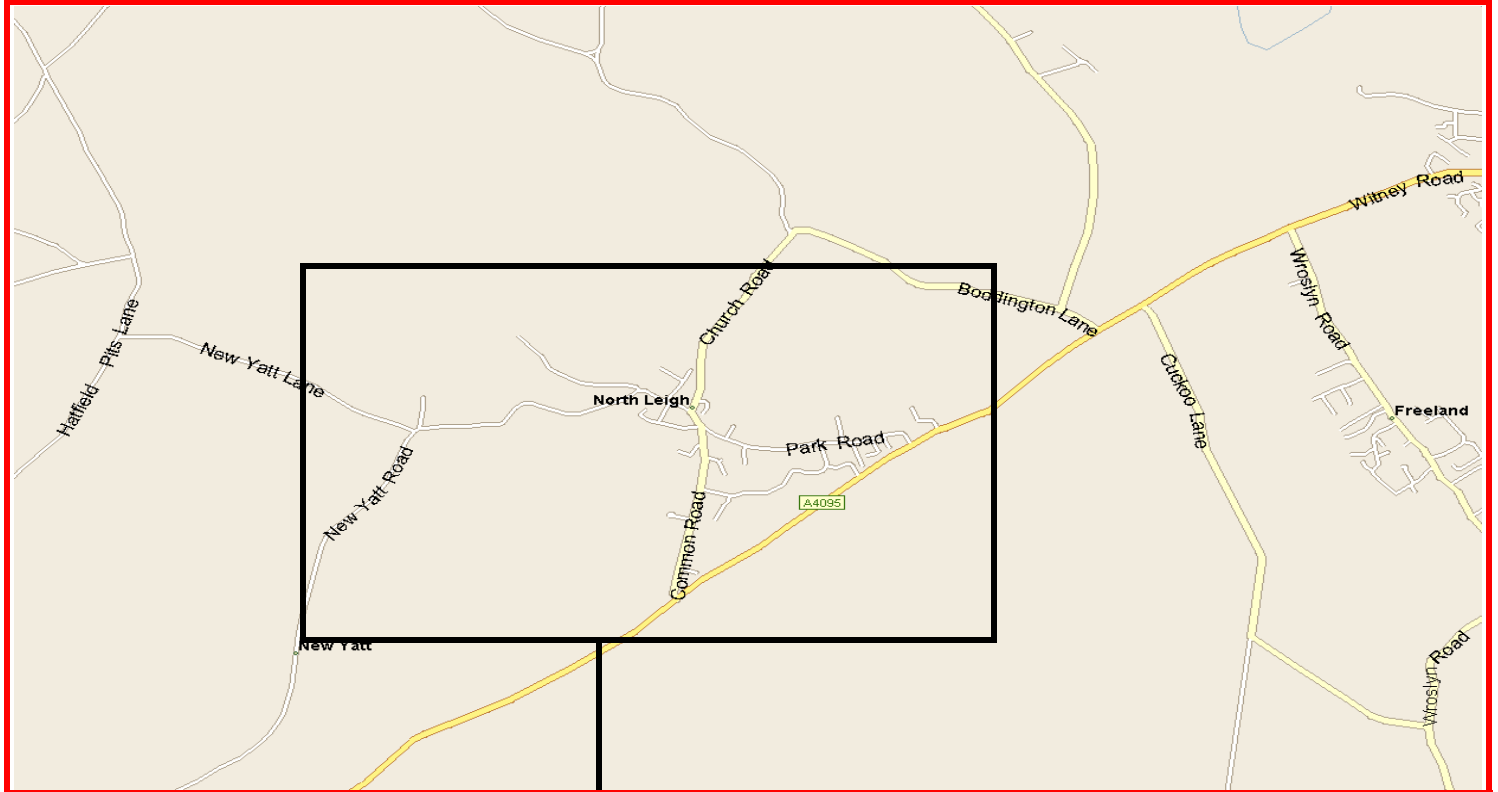 Witney Road
Wroslyn Road
Church Road
Boddington Lane
Hatfield Pits Lane
New Yatt Lane
Cuckoo Lane
North Leigh
Freeland
Park Road
New Yatt Road
A4095
Common Road
New Yatt
Wroslyn Road